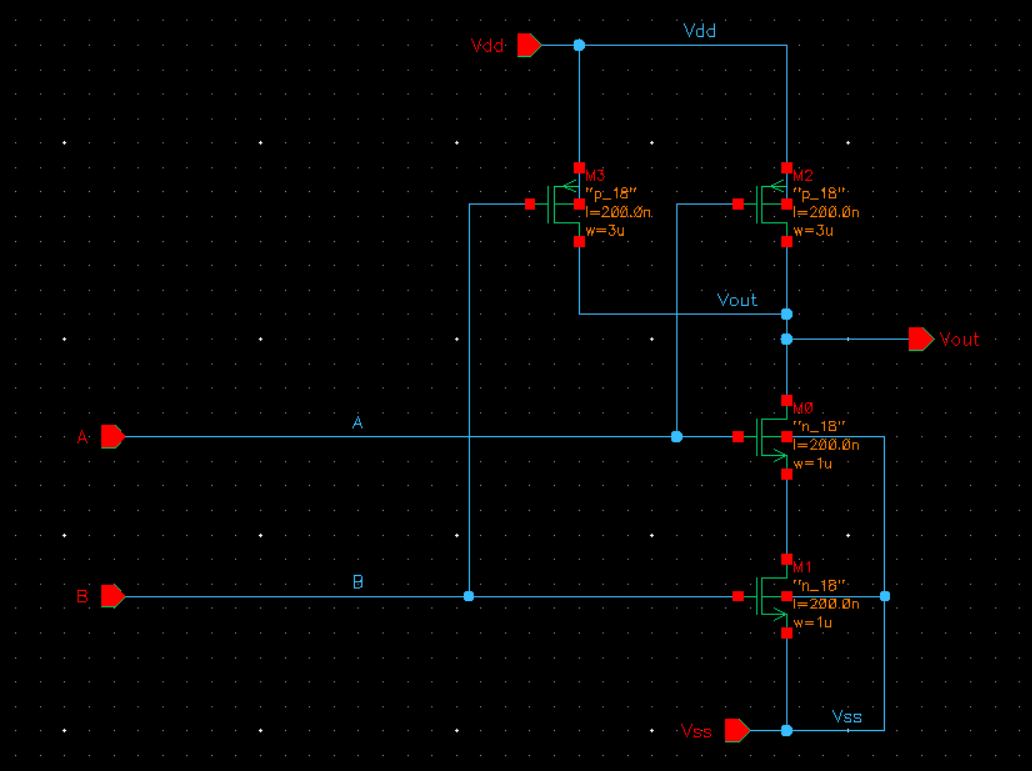 Vdd
Vdd
M3
"p_18"
l=200.0n
w=3u
M2
"p_18"
l=200.0n
w=3u
Vout
Vout
M0
"n_18"
l=200.0n
w=1u
A
A
M1
"n_18"
l=200.0n
w=1u
B
B
Vss
Vss